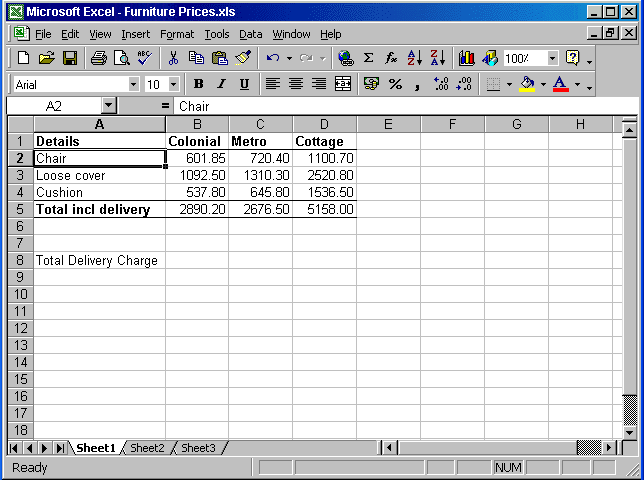 Microsoft Excel - Furniture Prices.xls
File Edit View Insert Format Tools Data Window Help
100%
Arial 10 B I U % ,
A2 = Chair
A B C D E F G H
1 Details Colonial Metro Cottage
2 Chair 601.85 720.40 1100.70
3 Loose cover 1092.50 1310.30 2520.80
4 Cushion 537.80 645.80 1536.50
5 Total incl delivery 2890.20 2676.50 5158.00
6
7
8 Total Delivery Charge
9
10
11
12
13
14
15
16
17
18
Sheet1 Sheet2 Sheet3
Ready NUM